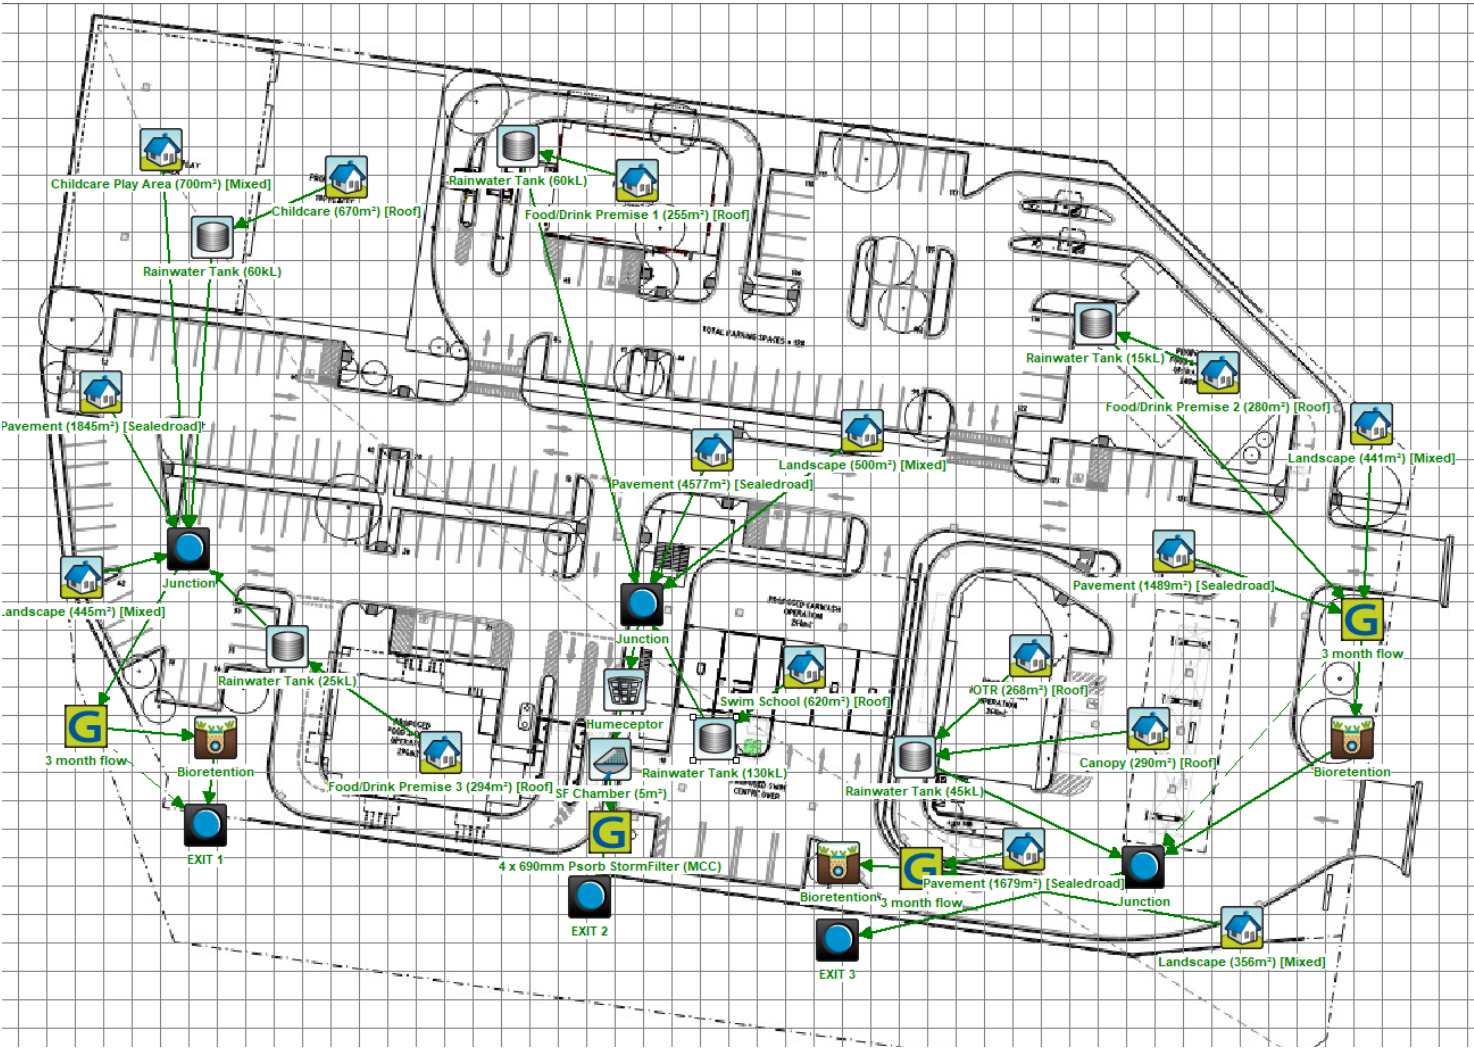 Childcare Play Area (700m²) [Mixed]
Childcare (670m²) [Roof]
Rainwater Tank (60kL)
Rainwater Tank (60kL)
Food/Drink Premise 1 (255m²) [Roof]
TOTAL PARKING SPACES = 188
Rainwater Tank (15kL)
Food/Drink Premise 2 (280m²) [Roof]
Pavement (1845m²) [Sealedroad]
Landscape (500m²) [Mixed]
Landscape (441m²) [Mixed]
Pavement (4577m²) [Sealedroad]
Junction
Pavement (1489m²) [Sealedroad]
Landscape (445m²) [Mixed]
PROPOSED CARWASH
OPERATION
Junction
G
3 month flow
Rainwater Tank (25kL)
OTR (268m²) [Roof]
Swim School (620m²) [Roof]
Humeceptor
G
3 month flow
Bioretention
Canopy (290m²) [Roof]
Bioretention
Rainwater Tank (130kL)
Food/Drink Premise 3 (294m²) [Roof]
SF Chamber (5m²)
Rainwater Tank (45kL)
EXIT 1
G
4 x 690mm Psorb StormFilter (MCC)
G
Pavement (1679m²) [Sealedroad]
Bioretention
3 month flow
Junction
EXIT 2
EXIT 3
Landscape (356m²) [Mixed]